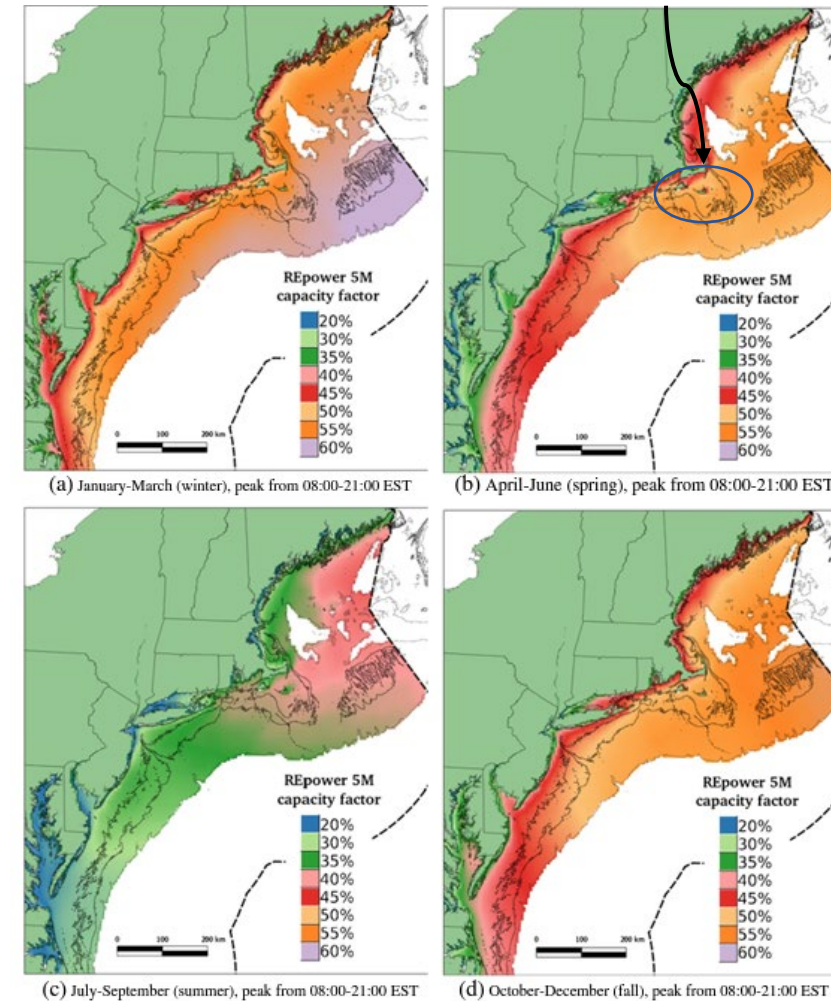 REpower 5M
capacity factor
20%
30%
35%
40%
45%
50%
55%
60%
0 100 200 km
(a) January-March (winter), peak from 08:00-21:00 EST
REpower 5M
capacity factor
20%
30%
35%
40%
45%
50%
55%
60%
0 100 200 km
(b) April-June (spring), peak from 08:00-21:00 EST
REpower 5M
capacity factor
20%
30%
35%
40%
45%
50%
55%
60%
0 100 200 km
(c) July-September (summer), peak from 08:00-21:00 EST
REpower 5M
capacity factor
20%
30%
35%
40%
45%
50%
55%
60%
0 100 200 km
(d) October-December (fall), peak from 08:00-21:00 EST